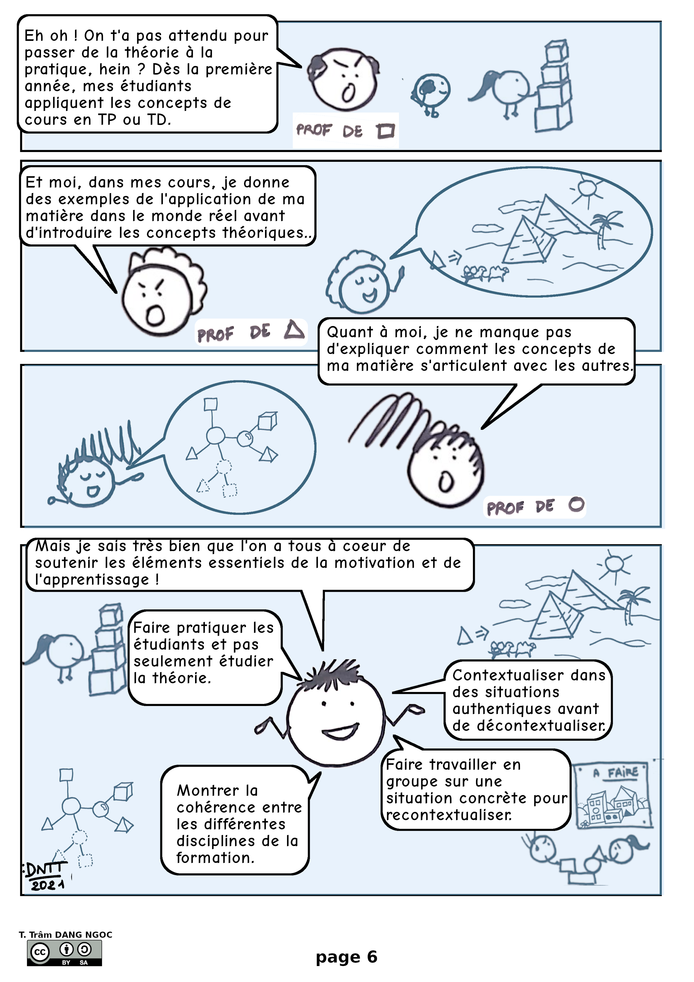 Eh oh ! On t'a pas attendu pour
passer de la théorie à la
pratique, hein ? Dès la première
année, mes étudiants
appliquent les concepts de
cours en TP ou TD.
PROF DE □
Et moi, dans mes cours, je donne
des exemples de l'application de ma
matière dans le monde réel avant
d'introduire les concepts théoriques..
PROF DE △
Quant à moi, je ne manque pas
d'expliquer comment les concepts de
ma matière s'articulent avec les autres.
PROF DE ○
Mais je sais très bien que l'on a tous à coeur de
soutenir les éléments essentiels de la motivation et de
l'apprentissage !
Faire pratiquer les
étudiants et pas
seulement étudier
la théorie.
Contextualiser dans
des situations
authentiques avant
de décontextualiser.
Faire travailler en
groupe sur une
situation concrète pour
recontextualiser.
A FAIRE
Montrer la
cohérence entre
les différentes
disciplines de la
formation.
:DNTT
2021
T. Trâm DANG NGOC
CC BY SA
page 6